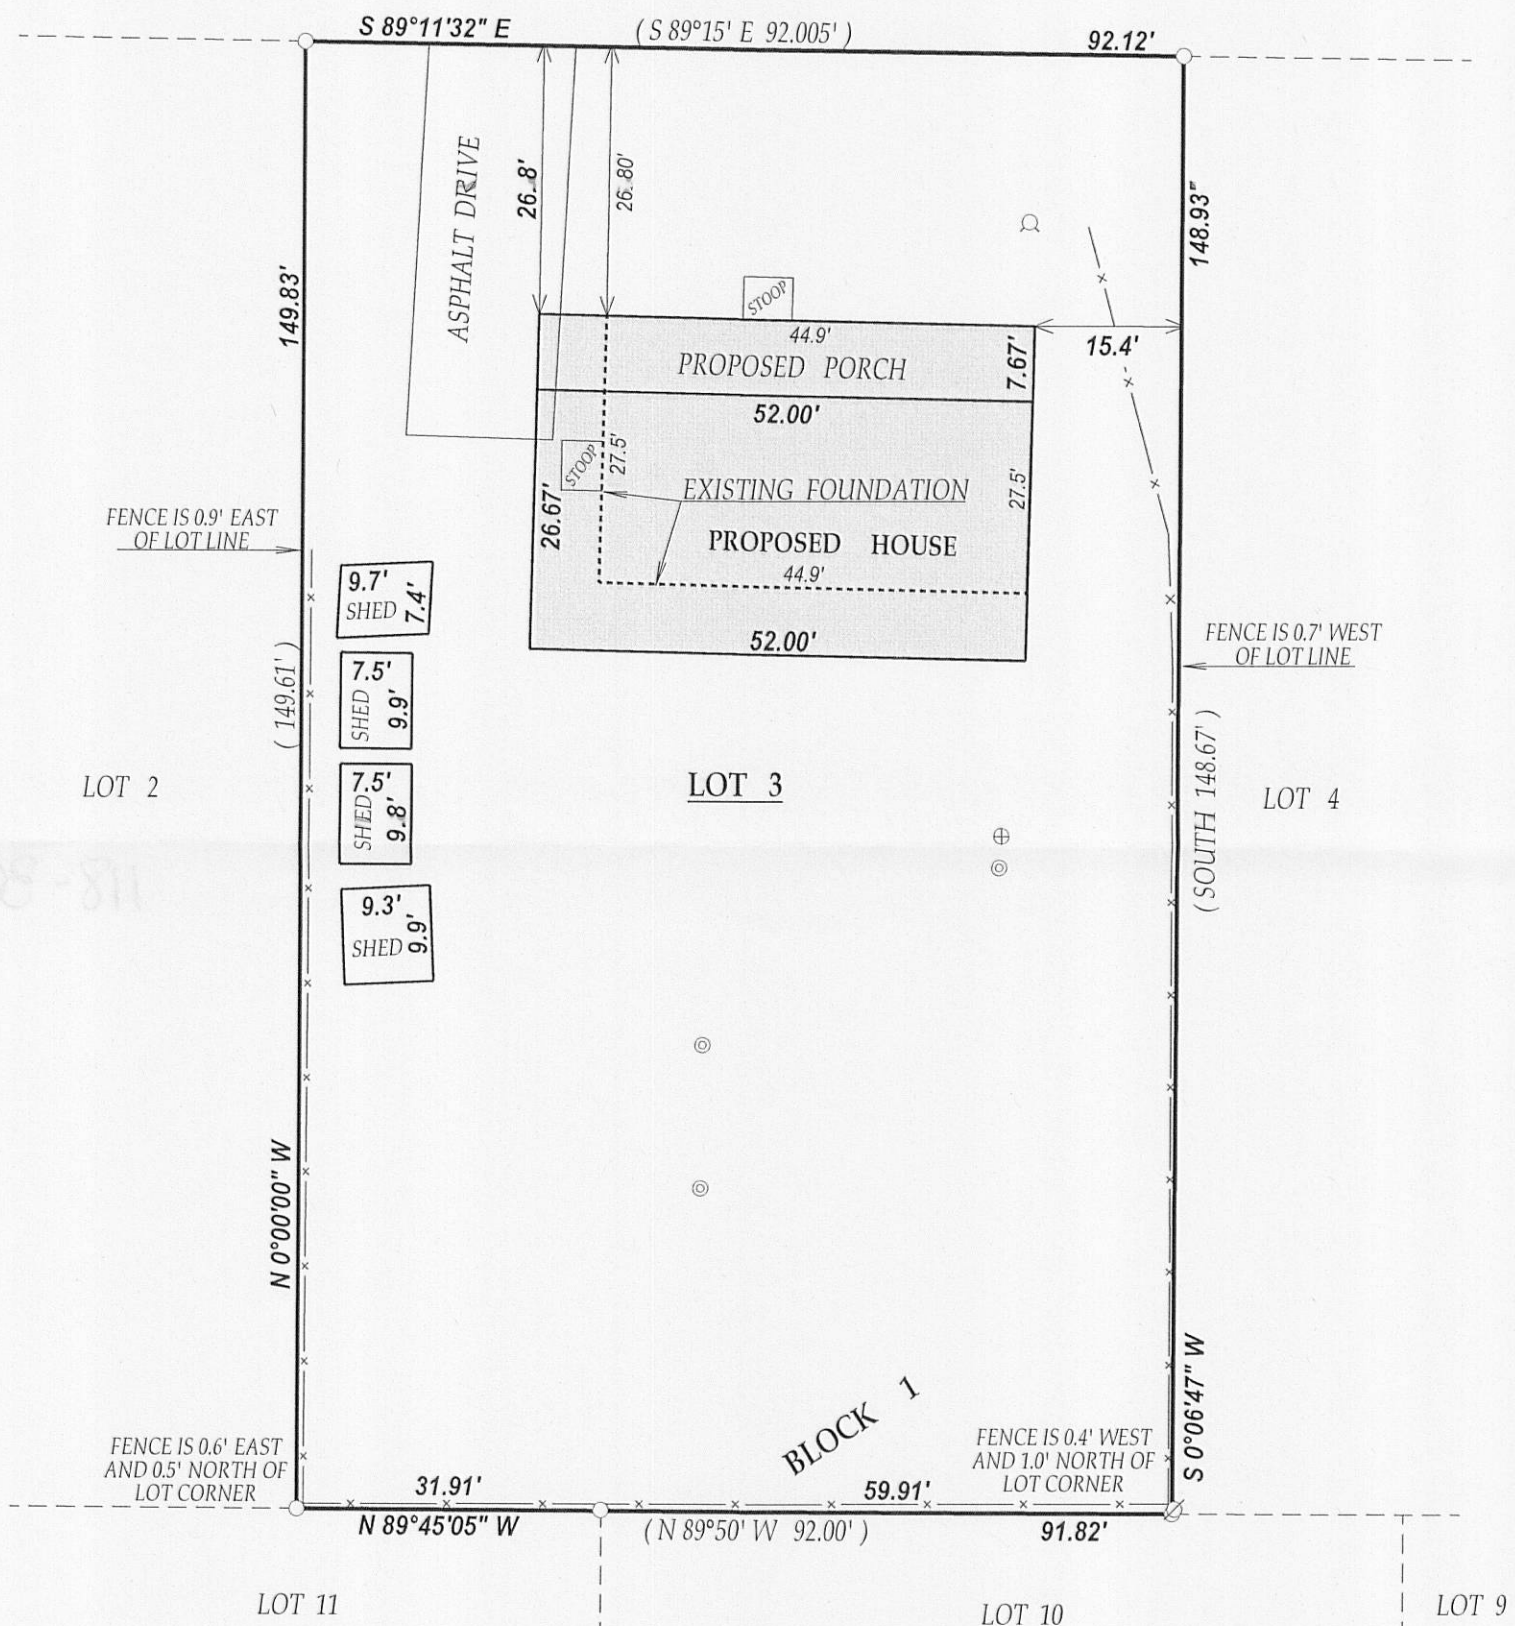 S 89°11'32" E
( S 89°15' E 92.005' )
92.12'
149.83'
ASPHALT DRIVE
26.8'
26.80'
148.93"
STOOP
44.9'
PROPOSED PORCH
7.67'
15.4'
52.00'
STOOP
27.5'
26.67'
EXISTING FOUNDATION
27.5'
PROPOSED HOUSE
44.9'
52.00'
FENCE IS 0.9' EAST
OF LOT LINE
9.7'
SHED
7.4'
7.5'
SHED
9.9'
7.5'
SHED
9.8'
9.3'
SHED
9.9'
( 149.61' )
FENCE IS 0.7' WEST
OF LOT LINE
LOT 2
LOT 3
LOT 4
( SOUTH 148.67' )
N 0°00'00" W
S 0°06'47" W
BLOCK 1
FENCE IS 0.6' EAST
AND 0.5' NORTH OF
LOT CORNER
FENCE IS 0.4' WEST
AND 1.0' NORTH OF
LOT CORNER
31.91'
59.91'
N 89°45'05" W
( N 89°50' W 92.00' )
91.82'
LOT 11
LOT 10
LOT 9